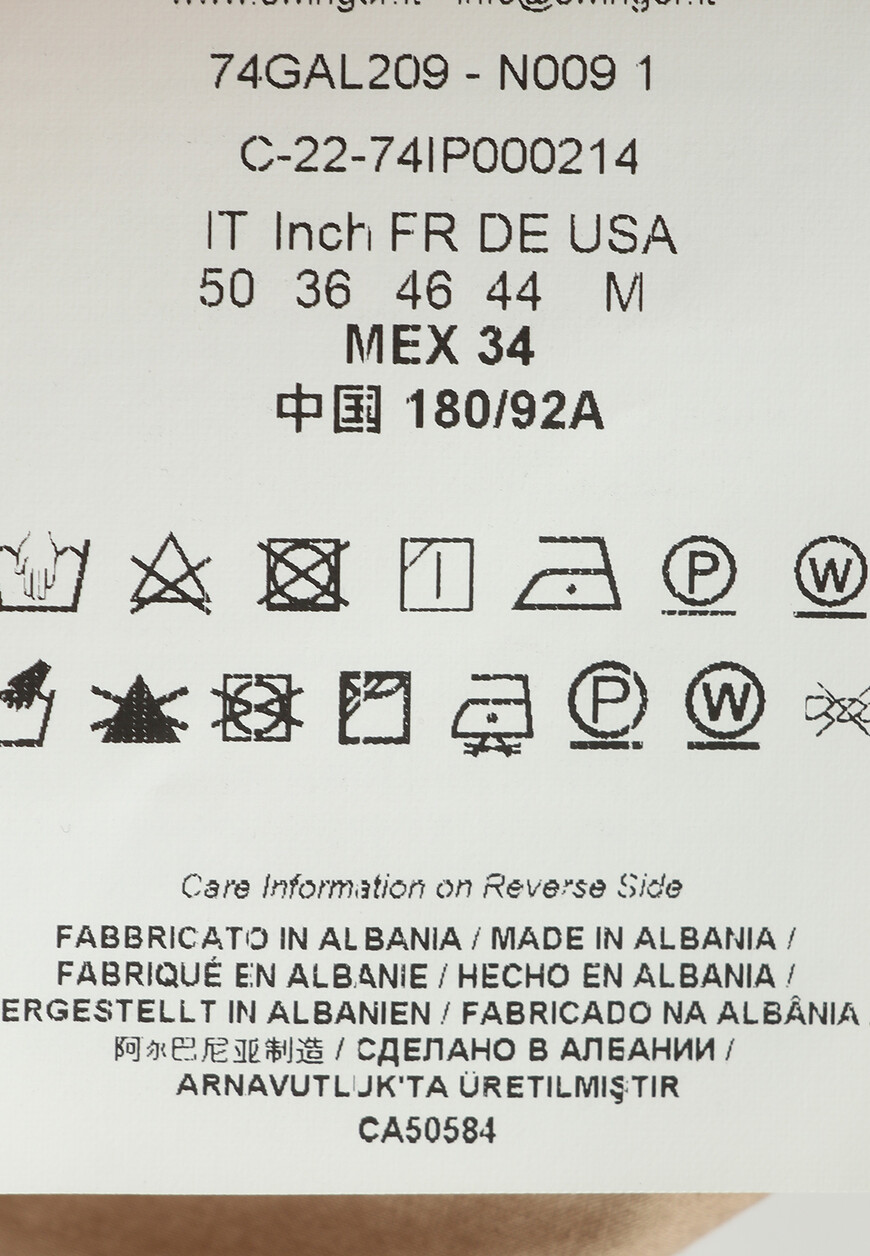 74GAL209 - N009 1
C-22-74IP000214
IT Inch FR DE USA
50 36 46 44 M
MEX 34
中国 180/92A
P W
P W
Care Information on Reverse Side
FABBRICATO IN ALBANIA / MADE IN ALBANIA /
FABRIQUÉ EN ALBANIE / HECHO EN ALBANIA /
ERGESTELLT IN ALBANIEN / FABRICADO NA ALBÂNIA
阿尔巴尼亚制造 / СДЕЛАНО В АЛБАНИИ /
ARNAVUTLUK'TA ÜRETILMIŞTIR
CA50584